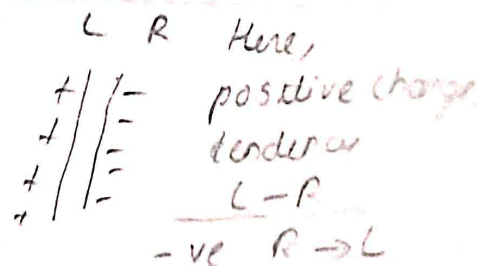 L R Here,
+ - positive charge
+ - tendency
+ - L - R
+ -
-ve R → L